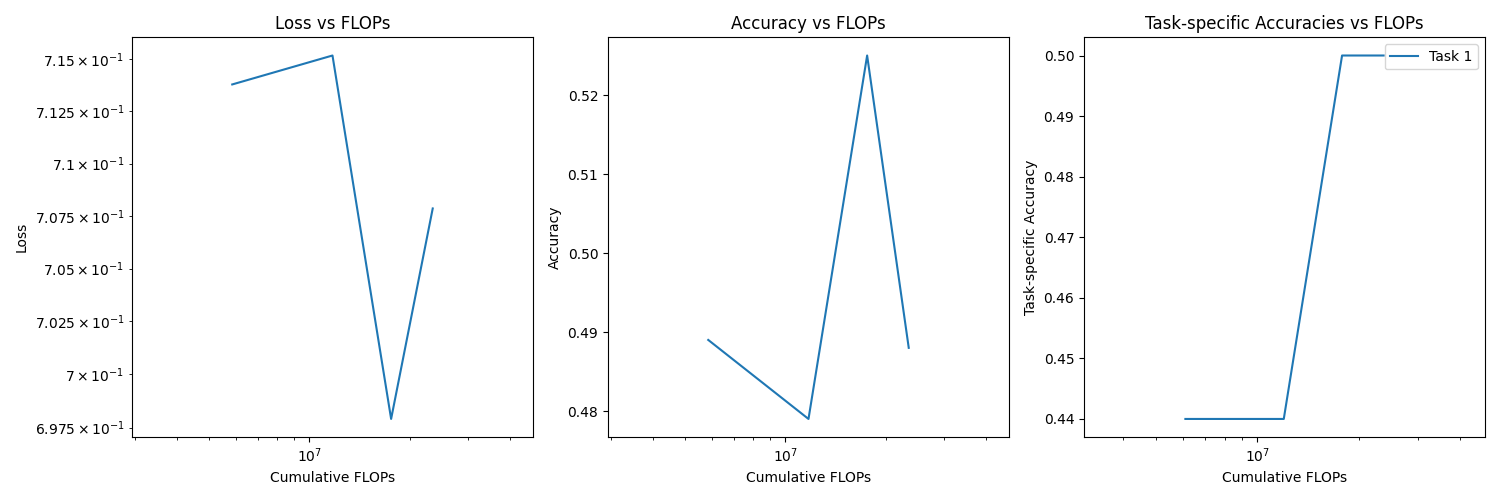 Loss vs FLOPs
7.15 × 10⁻¹
7.125 × 10⁻¹
7.1 × 10⁻¹
7.075 × 10⁻¹
7.05 × 10⁻¹
7.025 × 10⁻¹
7 × 10⁻¹
6.975 × 10⁻¹
Loss
10⁷
Cumulative FLOPs
Accuracy vs FLOPs
0.52
0.51
0.50
0.49
0.48
Accuracy
10⁷
Cumulative FLOPs
Task-specific Accuracies vs FLOPs
Task 1
0.50
0.49
0.48
0.47
0.46
0.45
0.44
Task-specific Accuracy
10⁷
Cumulative FLOPs